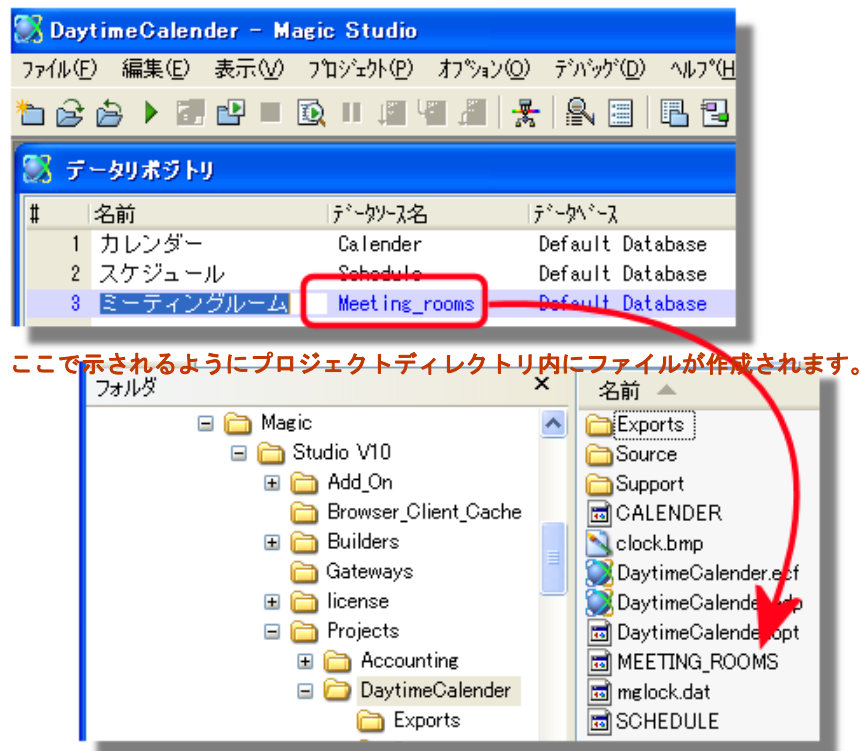 DaytimeCalender - Magic Studio
ファイル(F) 編集(E) 表示(V) プロジェクト(P) オプション(O) デバッグ(D) ヘルプ(H
データリポジトリ
# 名前 データソース名 データベース
1 カレンダー Calender Default Database
2 スケジュール Schedule Default Database
3 ミーティングルーム Meeting_rooms Default Database
ここで示されるようにプロジェクトディレクトリ内にファイルが作成されます。
フォルダ ×
Magic
Studio V10
Add_On
Browser_Client_Cache
Builders
Gateways
license
Projects
Accounting
DaytimeCalender
Exports
名前
Exports
Source
Support
CALENDER
clock.bmp
DaytimeCalender.ecf
DaytimeCalender.edp
DaytimeCalender.opt
MEETING_ROOMS
mglock.dat
SCHEDULE